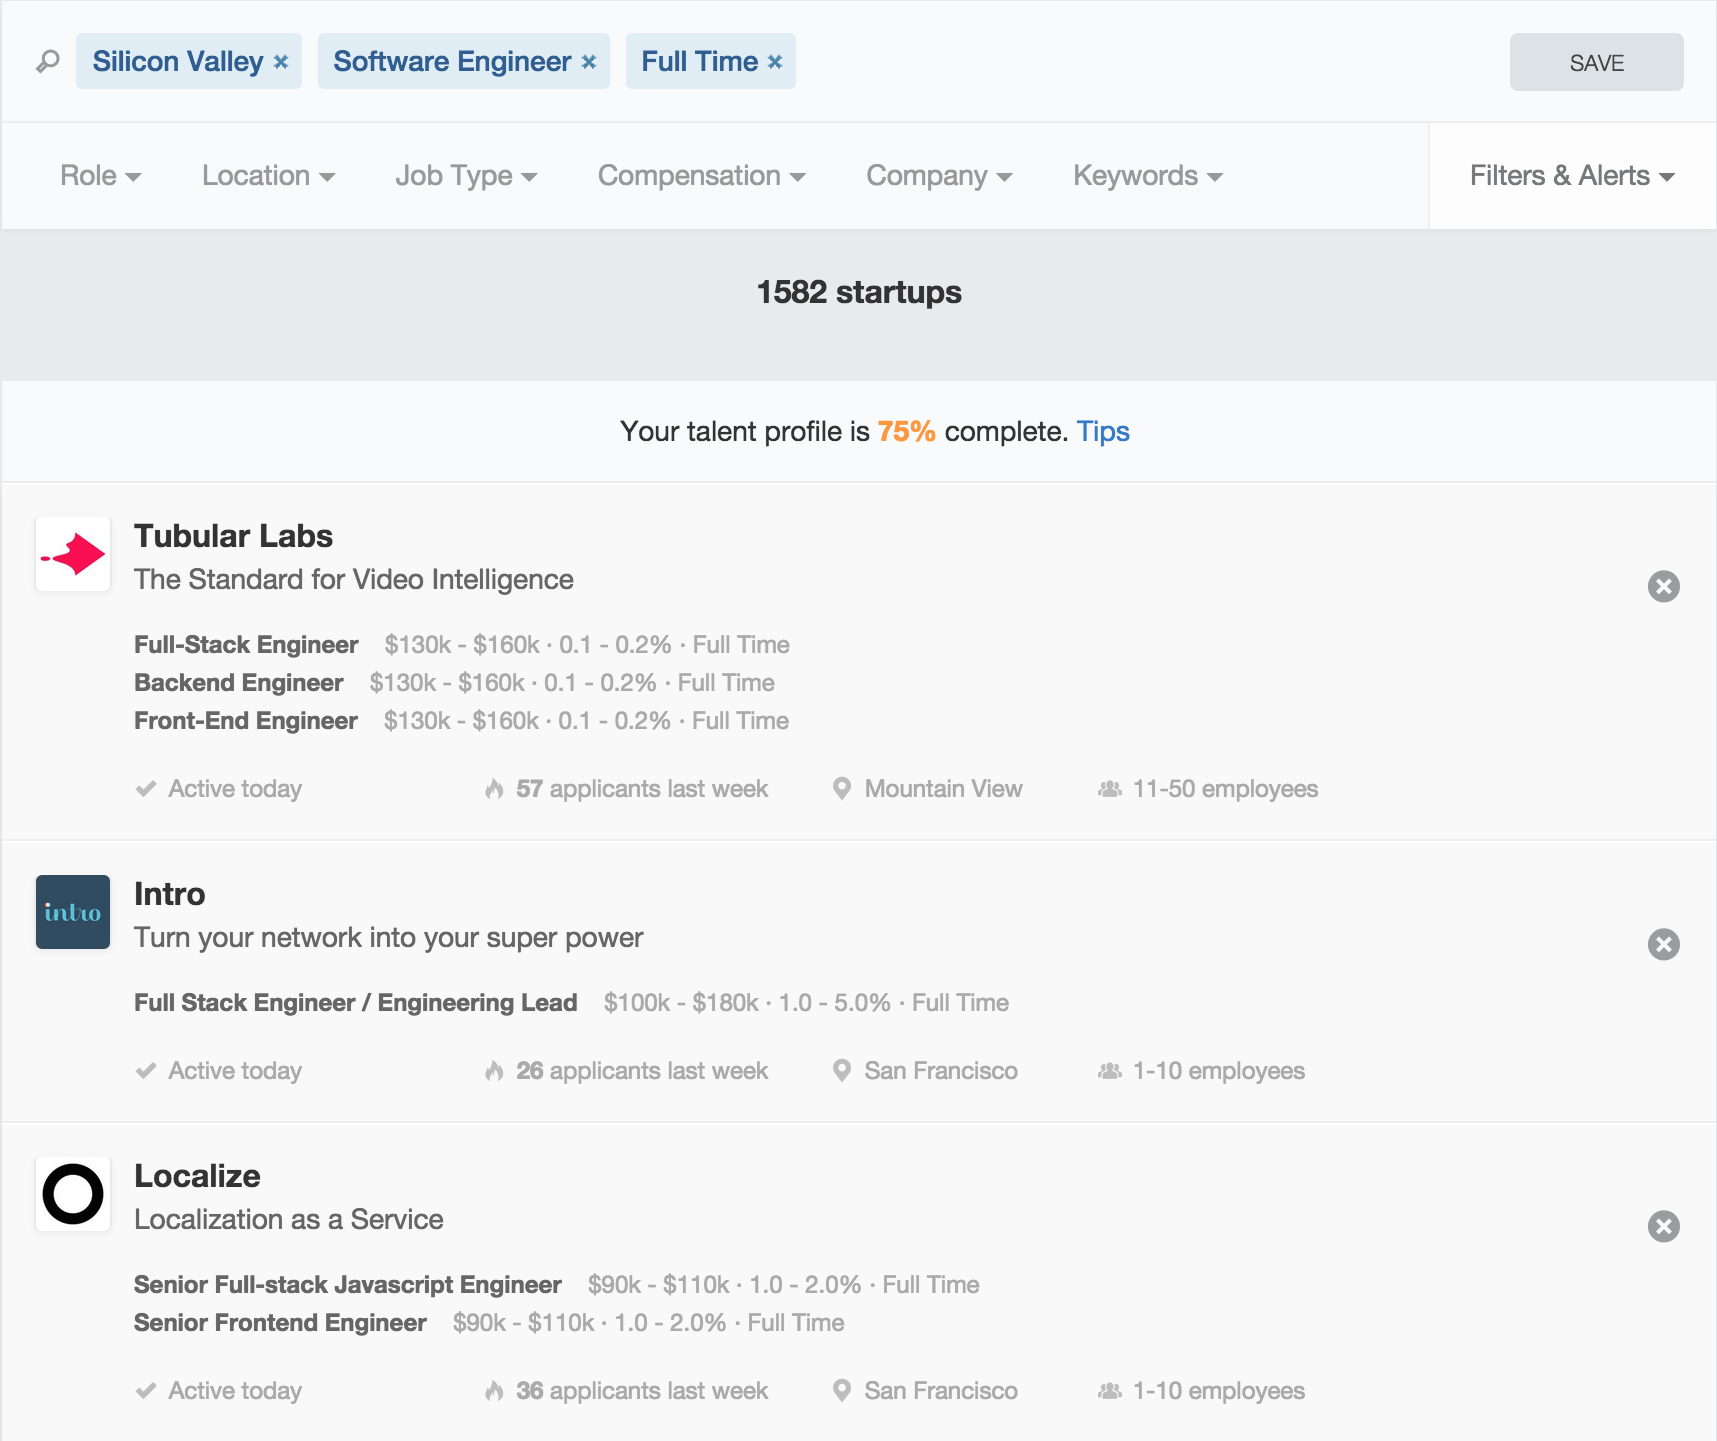 Silicon Valley × Software Engineer × Full Time × SAVE
Role Location Job Type Compensation Company Keywords Filters & Alerts
1582 startups
Your talent profile is 75% complete. Tips
Tubular Labs
The Standard for Video Intelligence
Full-Stack Engineer $130k - $160k · 0.1 - 0.2% · Full Time
Backend Engineer $130k - $160k · 0.1 - 0.2% · Full Time
Front-End Engineer $130k - $160k · 0.1 - 0.2% · Full Time
Active today 57 applicants last week Mountain View 11-50 employees
intro
Intro
Turn your network into your super power
Full Stack Engineer / Engineering Lead $100k - $180k · 1.0 - 5.0% · Full Time
Active today 26 applicants last week San Francisco 1-10 employees
Localize
Localization as a Service
Senior Full-stack Javascript Engineer $90k - $110k · 1.0 - 2.0% · Full Time
Senior Frontend Engineer $90k - $110k · 1.0 - 2.0% · Full Time
Active today 36 applicants last week San Francisco 1-10 employees